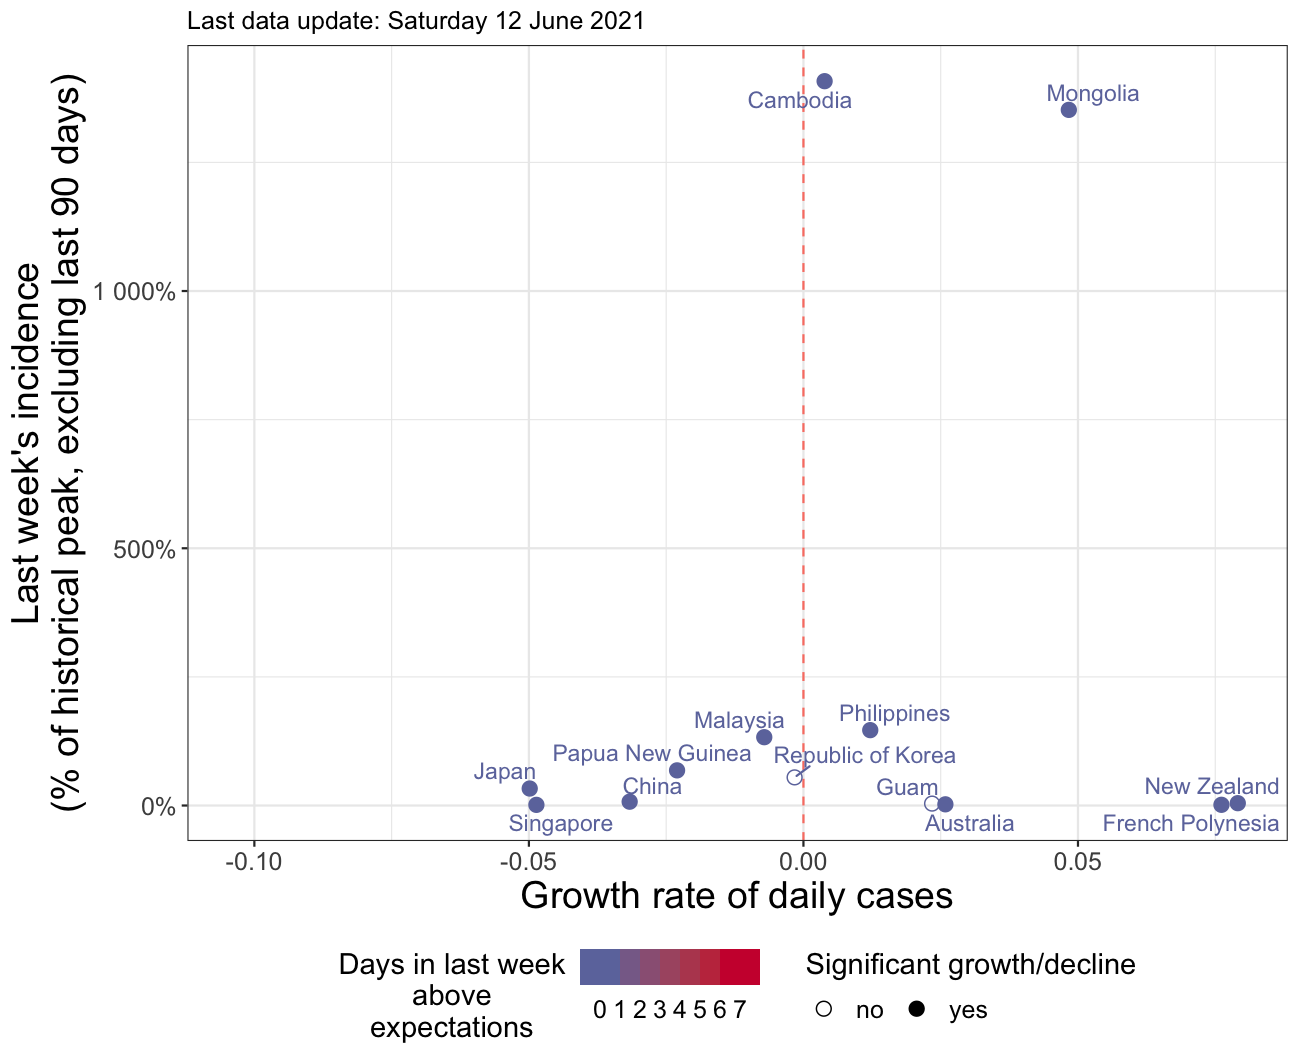 Last data update: Saturday 12 June 2021
Last week's incidence
(% of historical peak, excluding last 90 days)
1 000%
500%
0%
Cambodia
Mongolia
Malaysia
Philippines
Papua New Guinea
Republic of Korea
Japan
China
Guam
New Zealand
Singapore
Australia
French Polynesia
-0.10
-0.05
0.00
0.05
Growth rate of daily cases
Days in last week
above
expectations
0 1 2 3 4 5 6 7
Significant growth/decline
no
yes